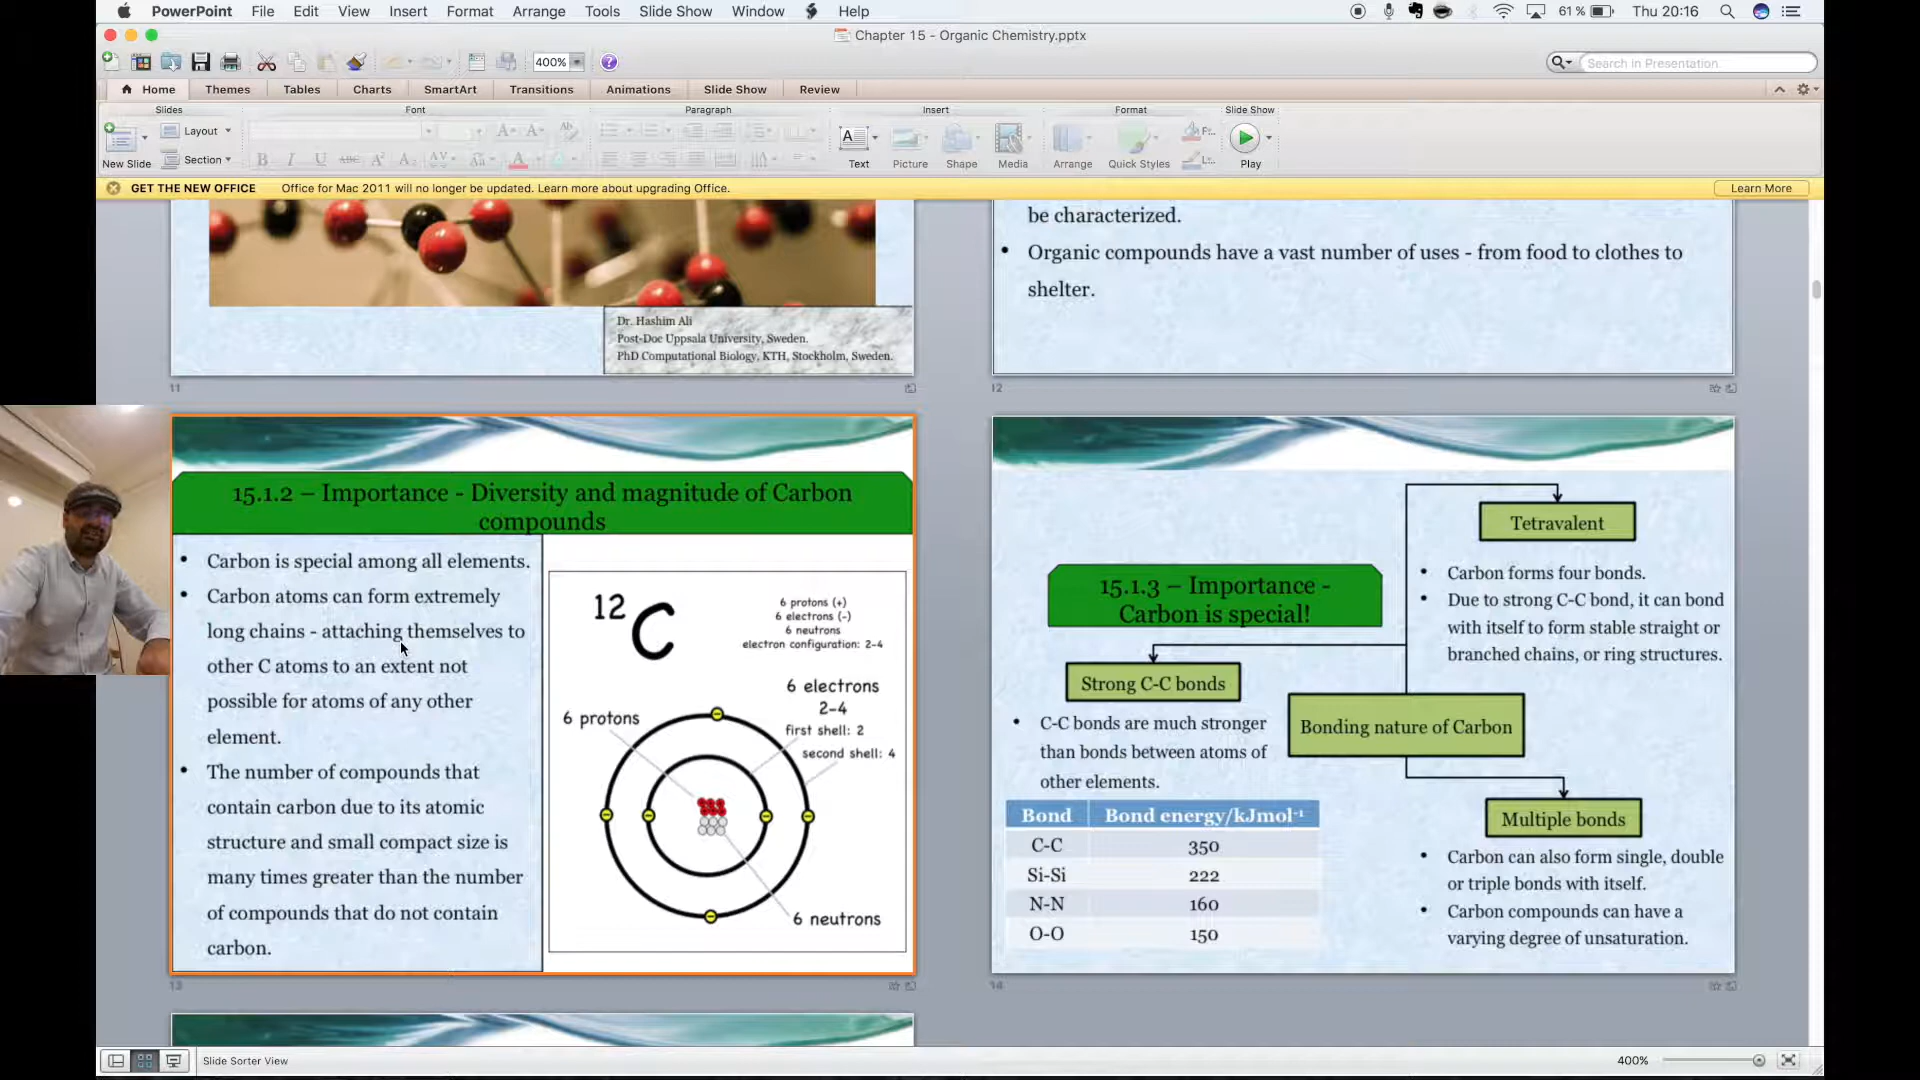 PowerPoint File Edit View Insert Format Arrange Tools Slide Show Window Help
61 % Thu 20:16
Chapter 15 - Organic Chemistry.pptx
400%
Search in Presentation
Home Themes Tables Charts SmartArt Transitions Animations Slide Show Review
Slides Font Paragraph Insert Format Slide Show
New Slide
Layout
Section
Text Picture Shape Media Arrange Quick Styles Play
GET THE NEW OFFICE Office for Mac 2011 will no longer be updated. Learn more about upgrading Office. Learn More
Dr. Hashim Ali
Post-Doc Uppsala University, Sweden.
PhD Computational Biology, KTH, Stockholm, Sweden.
11
be characterized.
• Organic compounds have a vast number of uses - from food to clothes to
shelter.
12
15.1.2 – Importance - Diversity and magnitude of Carbon
compounds
• Carbon is special among all elements.
• Carbon atoms can form extremely
long chains - attaching themselves to
other C atoms to an extent not
possible for atoms of any other
element.
• The number of compounds that
contain carbon due to its atomic
structure and small compact size is
many times greater than the number
of compounds that do not contain
carbon.
12C
6 protons (+)
6 electrons (-)
6 neutrons
electron configuration: 2-4
6 electrons
2-4
first shell: 2
second shell: 4
6 protons
6 neutrons
13
15.1.3 – Importance -
Carbon is special!
Tetravalent
• Carbon forms four bonds.
• Due to strong C-C bond, it can bond
with itself to form stable straight or
branched chains, or ring structures.
Strong C-C bonds
• C-C bonds are much stronger
than bonds between atoms of
other elements.
Bonding nature of Carbon
Bond Bond energy/kJmol⁻¹
C-C 350
Si-Si 222
N-N 160
O-O 150
Multiple bonds
• Carbon can also form single, double
or triple bonds with itself.
• Carbon compounds can have a
varying degree of unsaturation.
14
Slide Sorter View
400%